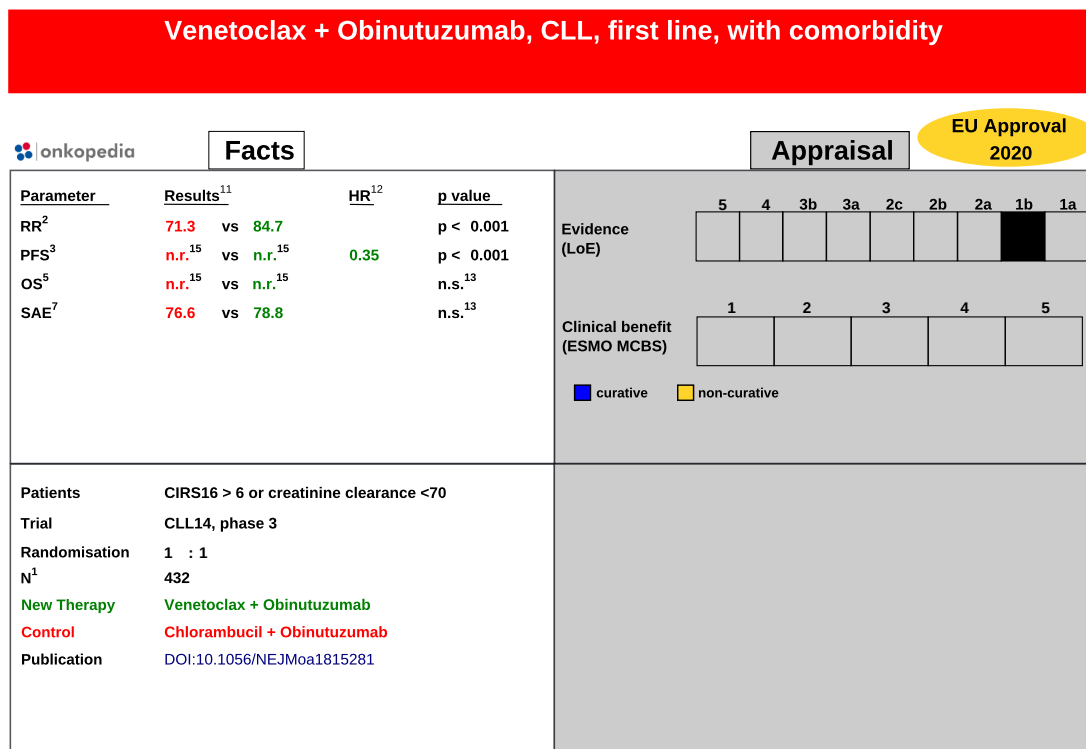 Venetoclax + Obinutuzumab, CLL, first line, with comorbidity
EU Approval
2020
onkopedia
Facts
Appraisal
Parameter Results11 HR12 p value
RR2 71.3 vs 84.7 p < 0.001
PFS3 n.r.15 vs n.r.15 0.35 p < 0.001
OS5 n.r.15 vs n.r.15 n.s.13
SAE7 76.6 vs 78.8 n.s.13
5 4 3b 3a 2c 2b 2a 1b 1a
Evidence
(LoE)
1 2 3 4 5
Clinical benefit
(ESMO MCBS)
curative non-curative
Patients CIRS16 > 6 or creatinine clearance <70
Trial CLL14, phase 3
Randomisation 1 : 1
N1 432
New Therapy Venetoclax + Obinutuzumab
Control Chlorambucil + Obinutuzumab
Publication DOI:10.1056/NEJMoa1815281